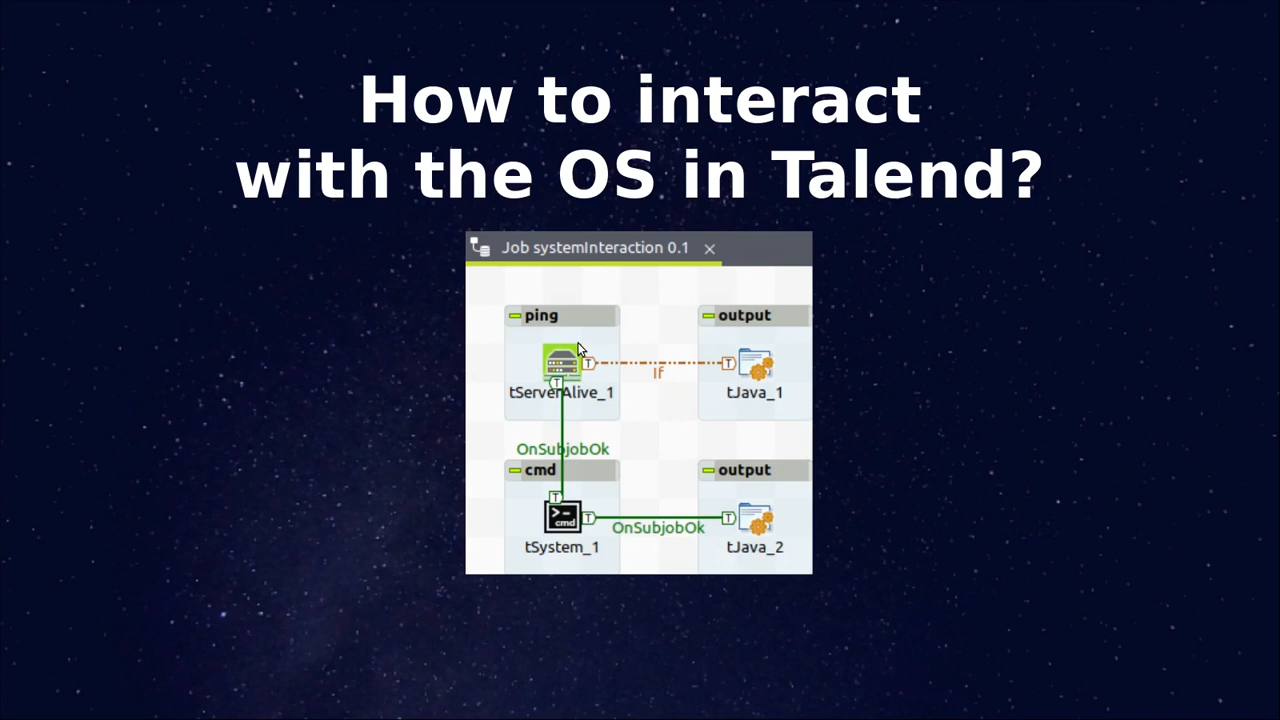 How to interact
with the OS in Talend?
Job systemInteraction 0.1
ping
output
T
T
If
T
tServerAlive_1
tJava_1
OnSubjobOk
cmd
output
T
>_
cmd
T
T
OnSubjobOk
tSystem_1
tJava_2